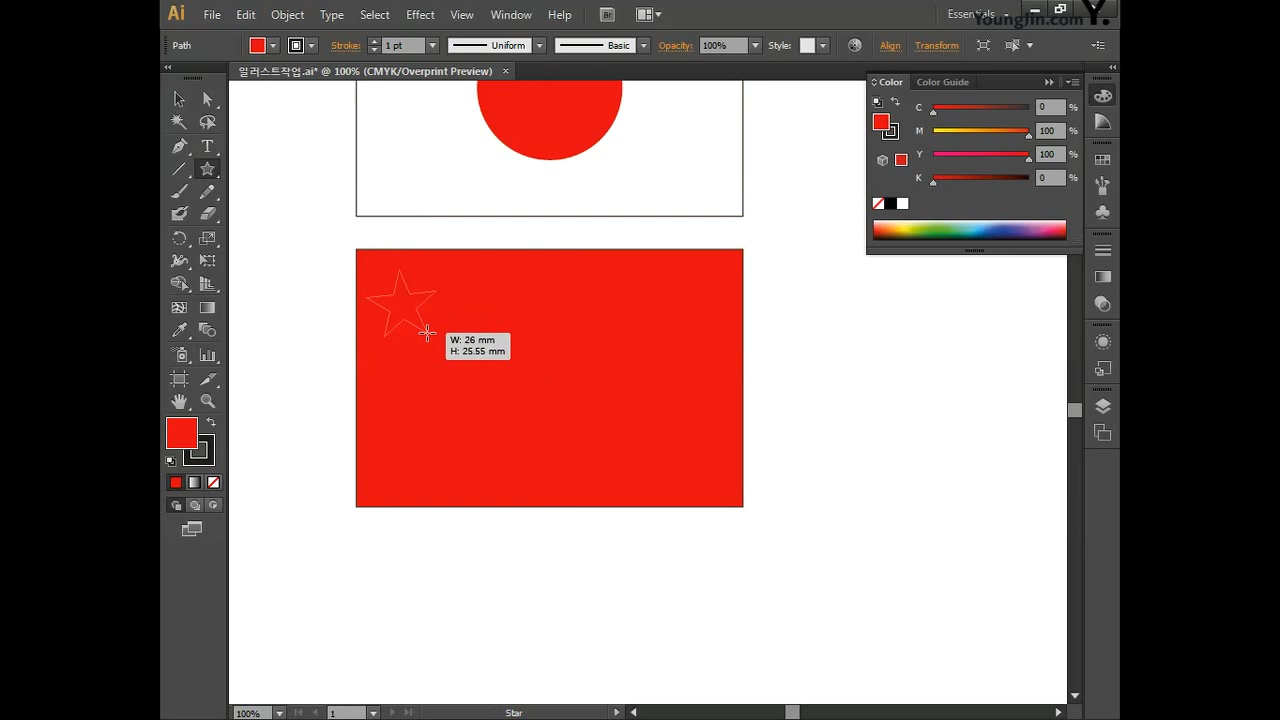 Ai File Edit Object Type Select Effect View Window Help Br
Youngjin.com Y.
Path Stroke: 1 pt Uniform Basic Opacity: 100% Style: Align Transform
일러스트작업.ai* @ 100% (CMYK/Overprint Preview) ×
Color Color Guide
C 0 %
M 100 %
Y 100 %
K 0 %
T
W: 26 mm
H: 25.55 mm
100% 1 Star